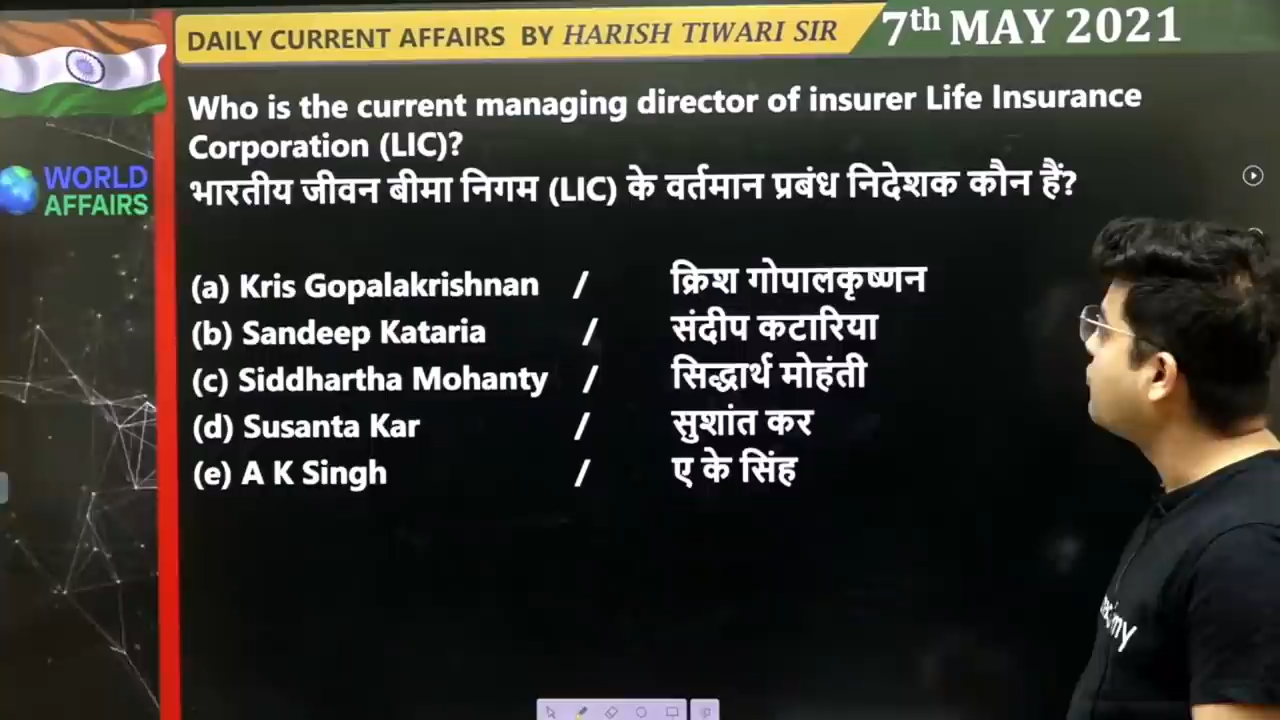 DAILY CURRENT AFFAIRS BY HARISH TIWARI SIR
7th MAY 2021
WORLD
AFFAIRS
Who is the current managing director of insurer Life Insurance
Corporation (LIC)?
भारतीय जीवन बीमा निगम (LIC) के वर्तमान प्रबंध निदेशक कौन हैं?
(a) Kris Gopalakrishnan / क्रिश गोपालकृष्णन
(b) Sandeep Kataria / संदीप कटारिया
(c) Siddhartha Mohanty / सिद्धार्थ मोहंती
(d) Susanta Kar / सुशांत कर
(e) A K Singh / ए के सिंह